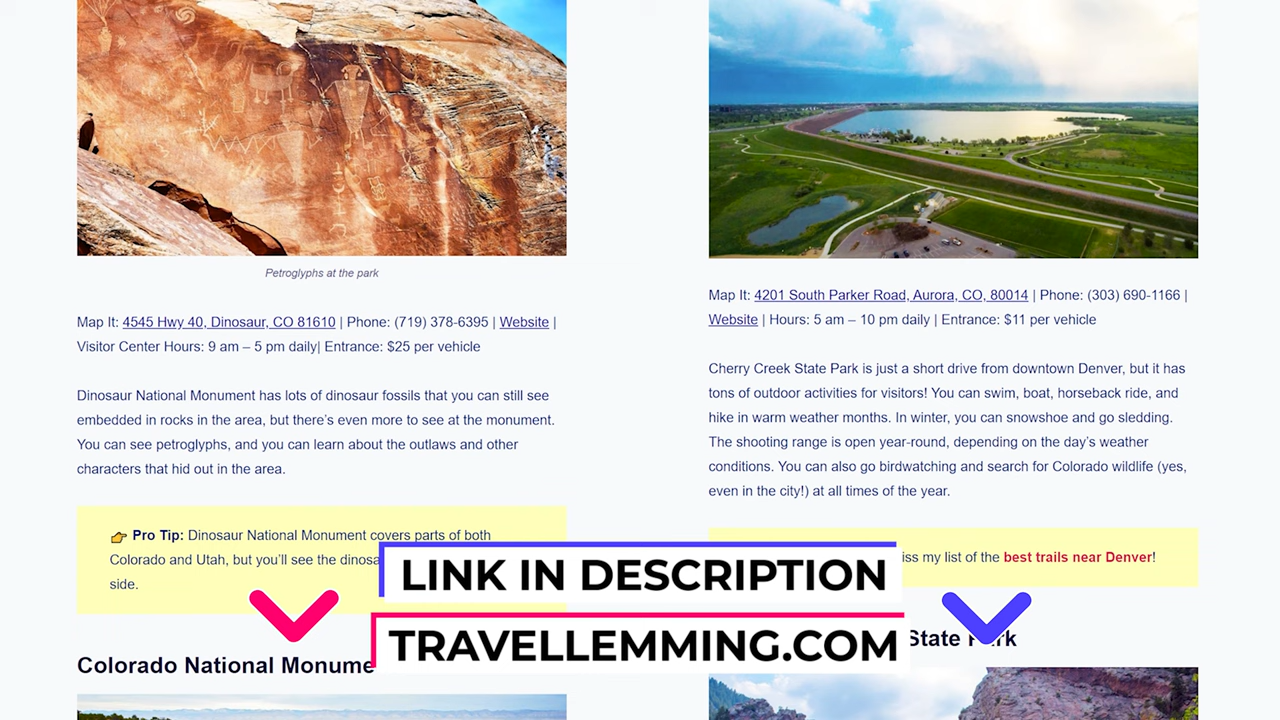 Petroglyphs at the park
Map It: 4545 Hwy 40, Dinosaur, CO 81610 | Phone: (719) 378-6395 | Website |
Visitor Center Hours: 9 am – 5 pm daily| Entrance: $25 per vehicle
Dinosaur National Monument has lots of dinosaur fossils that you can still see
embedded in rocks in the area, but there's even more to see at the monument.
You can see petroglyphs, and you can learn about the outlaws and other
characters that hid out in the area.
👉 Pro Tip: Dinosaur National Monument covers parts of both
Colorado and Utah, but you'll see the
side.
Colorado National
Map It: 4201 South Parker Road, Aurora, CO, 80014 | Phone: (303) 690-1166 |
Website | Hours: 5 am – 10 pm daily | Entrance: $11 per vehicle
Cherry Creek State Park is just a short drive from downtown Denver, but it has
tons of outdoor activities for visitors! You can swim, boat, horseback ride, and
hike in warm weather months. In winter, you can snowshoe and go sledding.
The shooting range is open year-round, depending on the day's weather
conditions. You can also go birdwatching and search for Colorado wildlife (yes,
even in the city!) at all times of the year.
my list of the best trails near Denver!
State Park
LINK IN DESCRIPTION
TRAVELLEMMING.COM